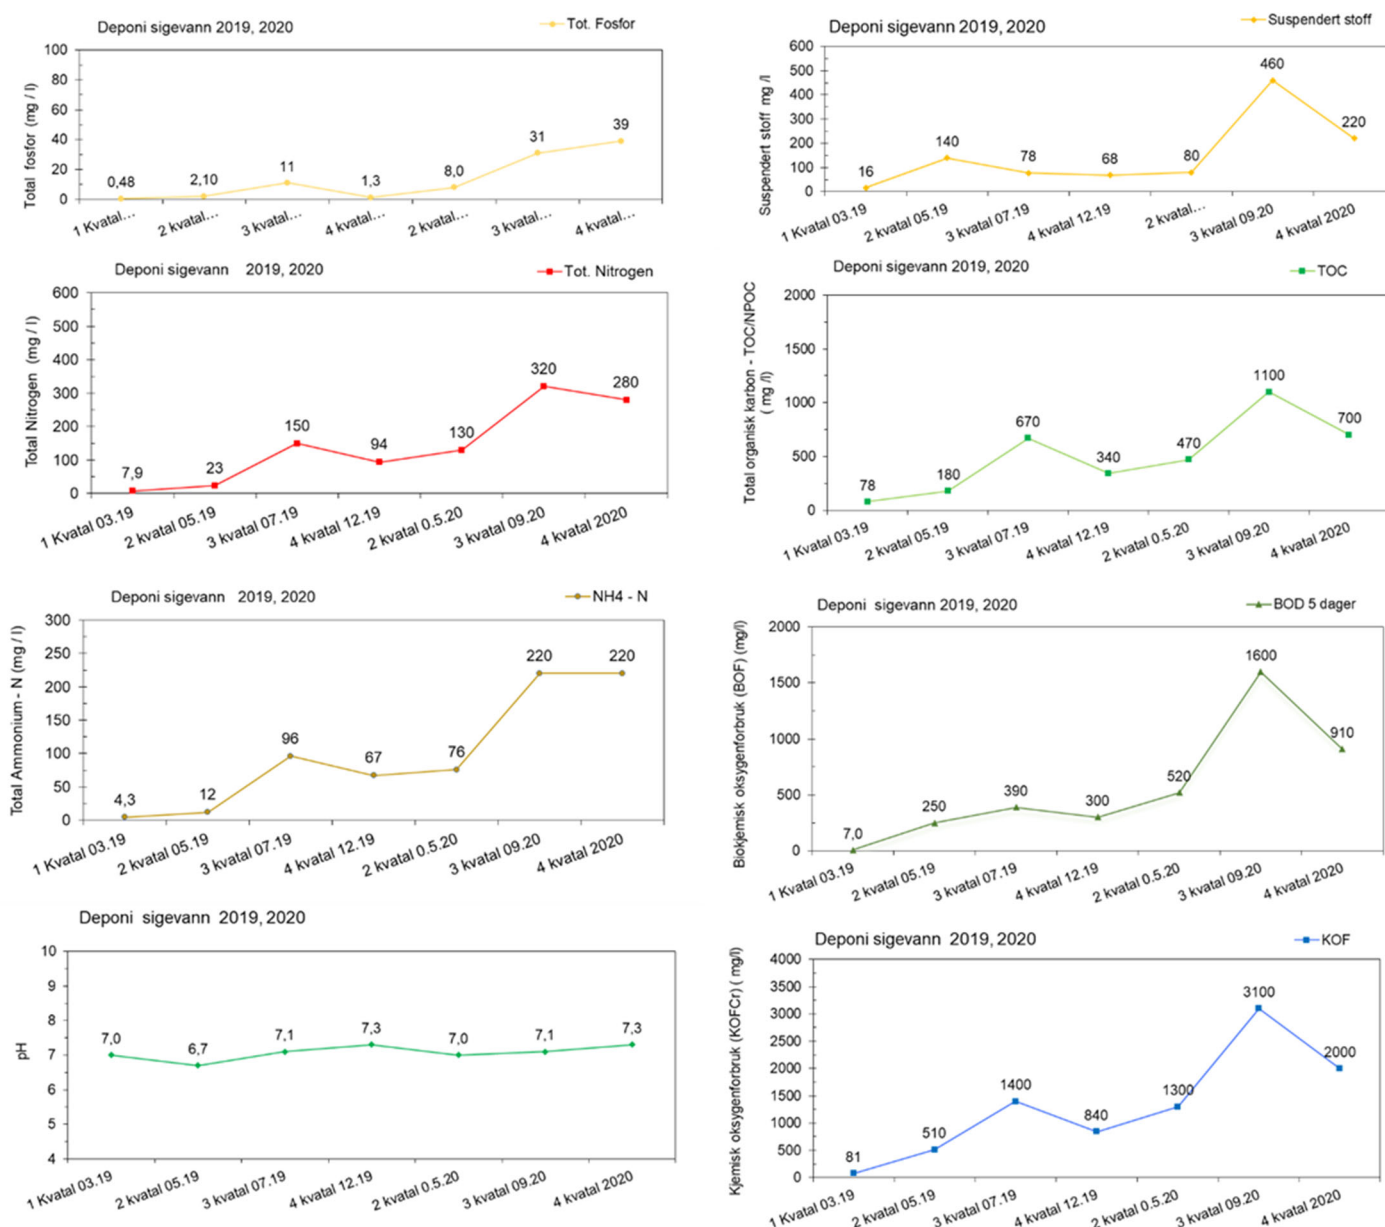 Deponi sigevann 2019, 2020
Tot. Fosfor
Total fosfor (mg / l)
100
80
60
40
20
0
0,48
2,10
11
1,3
8,0
31
39
1 Kvatal...
2 kvatal...
3 kvatal...
4 kvatal...
2 kvatal...
3 kvatal...
4 kvatal...
Deponi sigevann 2019, 2020
Suspendert stoff
Suspendert stoff mg /l
600
500
400
300
200
100
0
16
140
78
68
80
460
220
1 Kvatal 03.19
2 kvatal 05.19
3 kvatal 07.19
4 kvatal 12.19
2 kvatal...
3 kvatal 09.20
4 kvatal 2020
Deponi sigevann 2019, 2020
Tot. Nitrogen
Total Nitrogen (mg / l)
600
500
400
300
200
100
0
7,9
23
150
94
130
320
280
1 Kvatal 03.19
2 kvatal 05.19
3 kvatal 07.19
4 kvatal 12.19
2 kvatal 0.5.20
3 kvatal 09.20
4 kvatal 2020
Deponi sigevann 2019, 2020
TOC
Total organisk karbon - TOC/NPOC
( mg /l)
2000
1500
1000
500
0
78
180
670
340
470
1100
700
1 Kvatal 03.19
2 kvatal 05.19
3 kvatal 07.19
4 kvatal 12.19
2 kvatal 0.5.20
3 kvatal 09.20
4 kvatal 2020
Deponi sigevann 2019, 2020
NH4 - N
Total Ammonium - N (mg / l)
300
250
200
150
100
50
0
4,3
12
96
67
76
220
220
1 Kvatal 03.19
2 kvatal 05.19
3 kvatal 07.19
4 kvatal 12.19
2 kvatal 0.5.20
3 kvatal 09.20
4 kvatal 2020
Deponi sigevann 2019, 2020
BOD 5 dager
Biokjemisk oksygenforbruk (BOF) (mg/l)
2000
1500
1000
500
0
7,0
250
390
300
520
1600
910
1 Kvatal 03.19
2 kvatal 05.19
3 kvatal 07.19
4 kvatal 12.19
2 kvatal 0.5.20
3 kvatal 09.20
4 kvatal 2020
Deponi sigevann 2019, 2020
pH
10
9
8
7
6
5
4
7,0
6,7
7,1
7,3
7,0
7,1
7,3
1 Kvatal 03.19
2 kvatal 05.19
3 kvatal 07.19
4 kvatal 12.19
2 kvatal 0.5.20
3 kvatal 09.20
4 kvatal 2020
Deponi sigevann 2019, 2020
KOF
Kjemisk oksygenforbruk (KOFCr) ( mg/l)
4000
3500
3000
2500
2000
1500
1000
500
0
81
510
1400
840
1300
3100
2000
1 Kvatal 03.19
2 kvatal 05.19
3 kvatal 07.19
4 kvatal 12.19
2 kvatal 0.5.20
3 kvatal 09.20
4 kvatal 2020